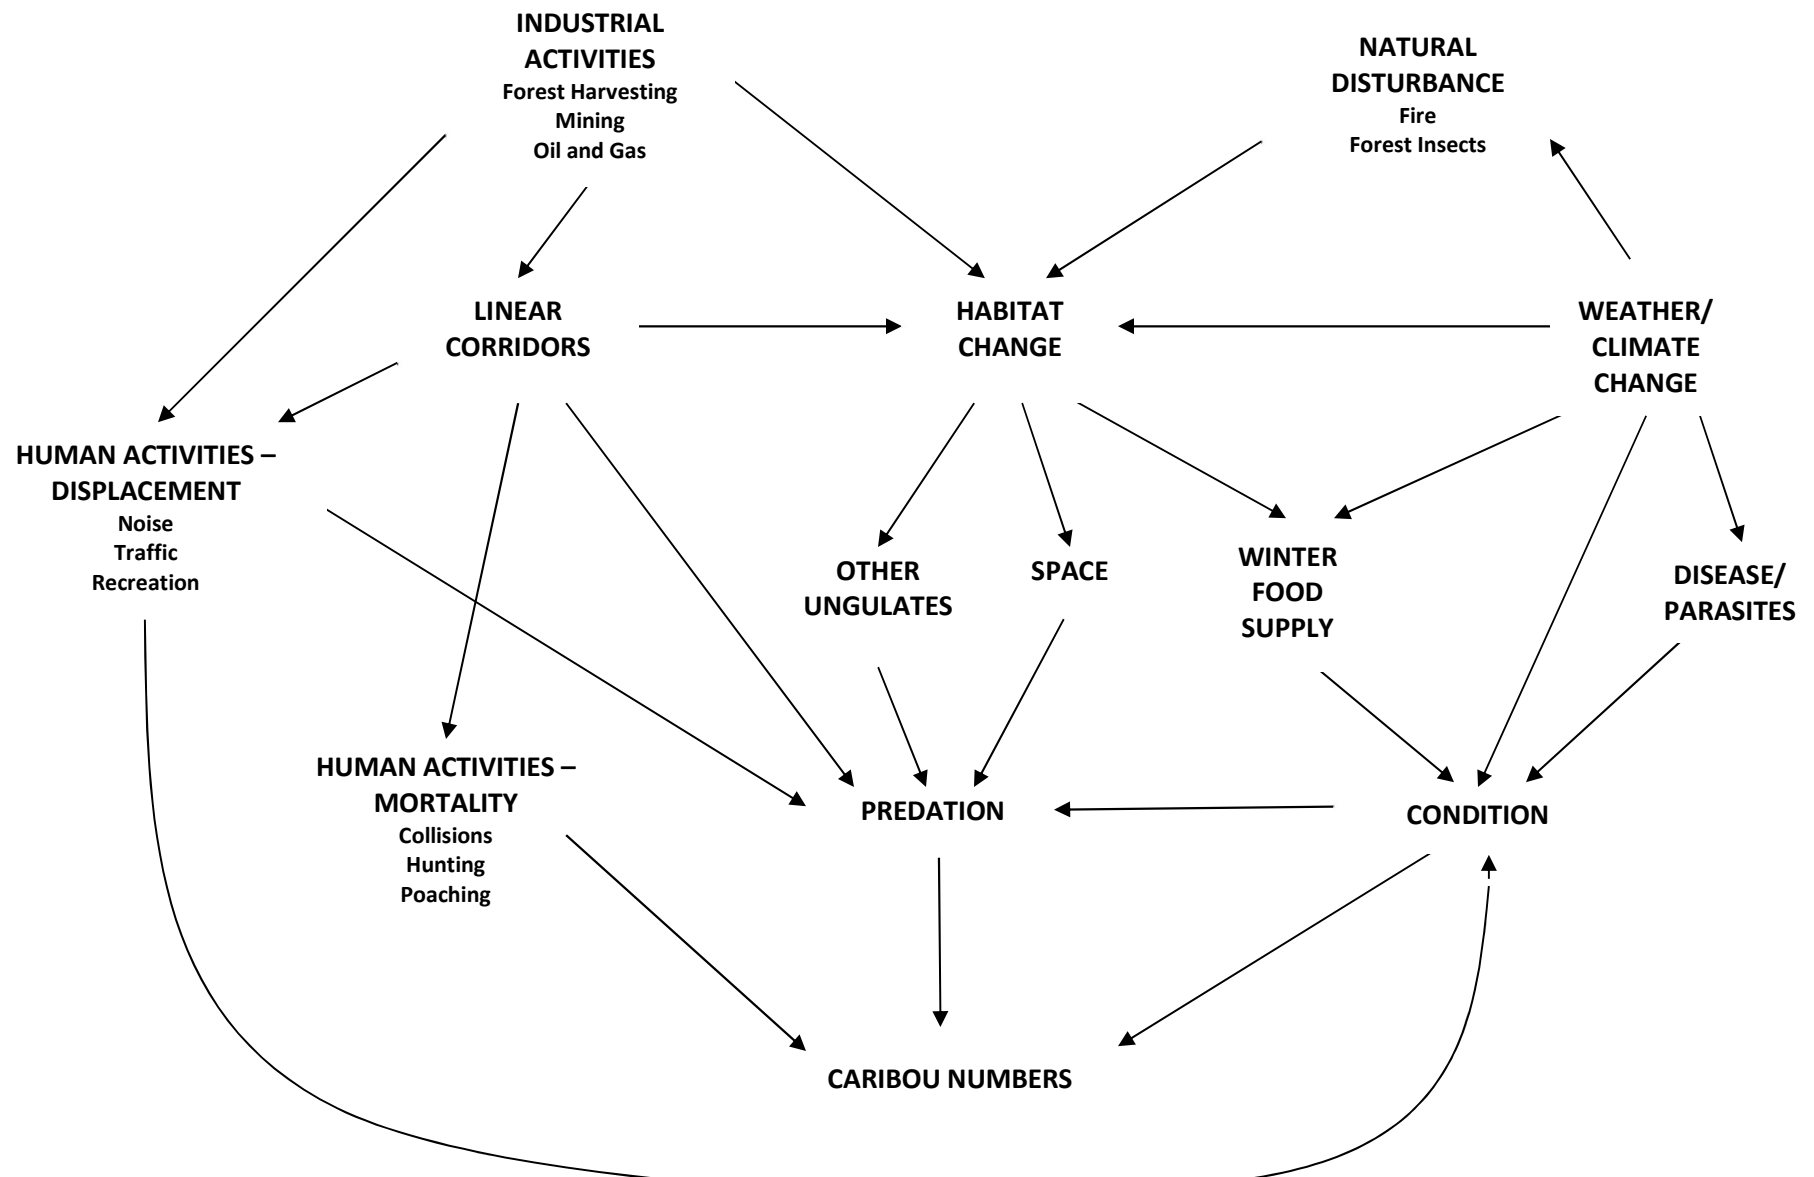 INDUSTRIAL
ACTIVITIES
Forest Harvesting
Mining
Oil and Gas
NATURAL
DISTURBANCE
Fire
Forest Insects
LINEAR
CORRIDORS
HABITAT
CHANGE
WEATHER/
CLIMATE
CHANGE
HUMAN ACTIVITIES –
DISPLACEMENT
Noise
Traffic
Recreation
OTHER
UNGULATES
SPACE
WINTER
FOOD
SUPPLY
DISEASE/
PARASITES
HUMAN ACTIVITIES –
MORTALITY
Collisions
Hunting
Poaching
PREDATION
CONDITION
CARIBOU NUMBERS